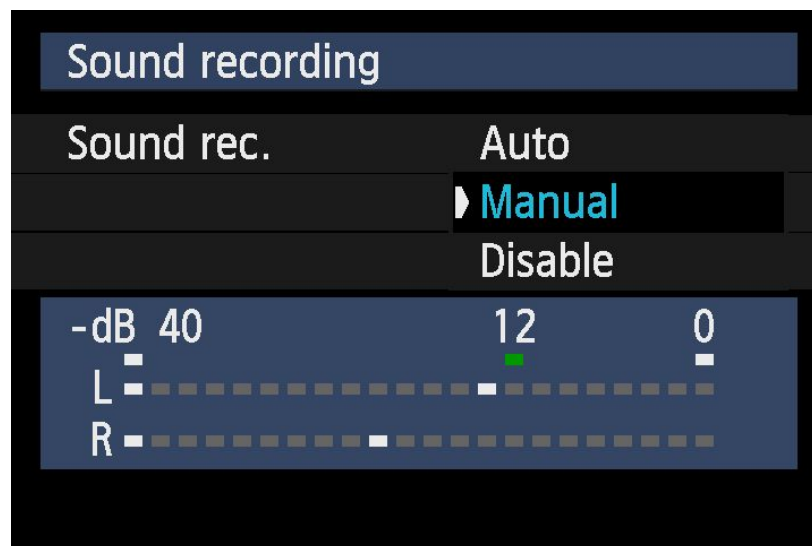 Sound recording
Sound rec. Auto
Manual
Disable
-dB 40 12 0
L
R